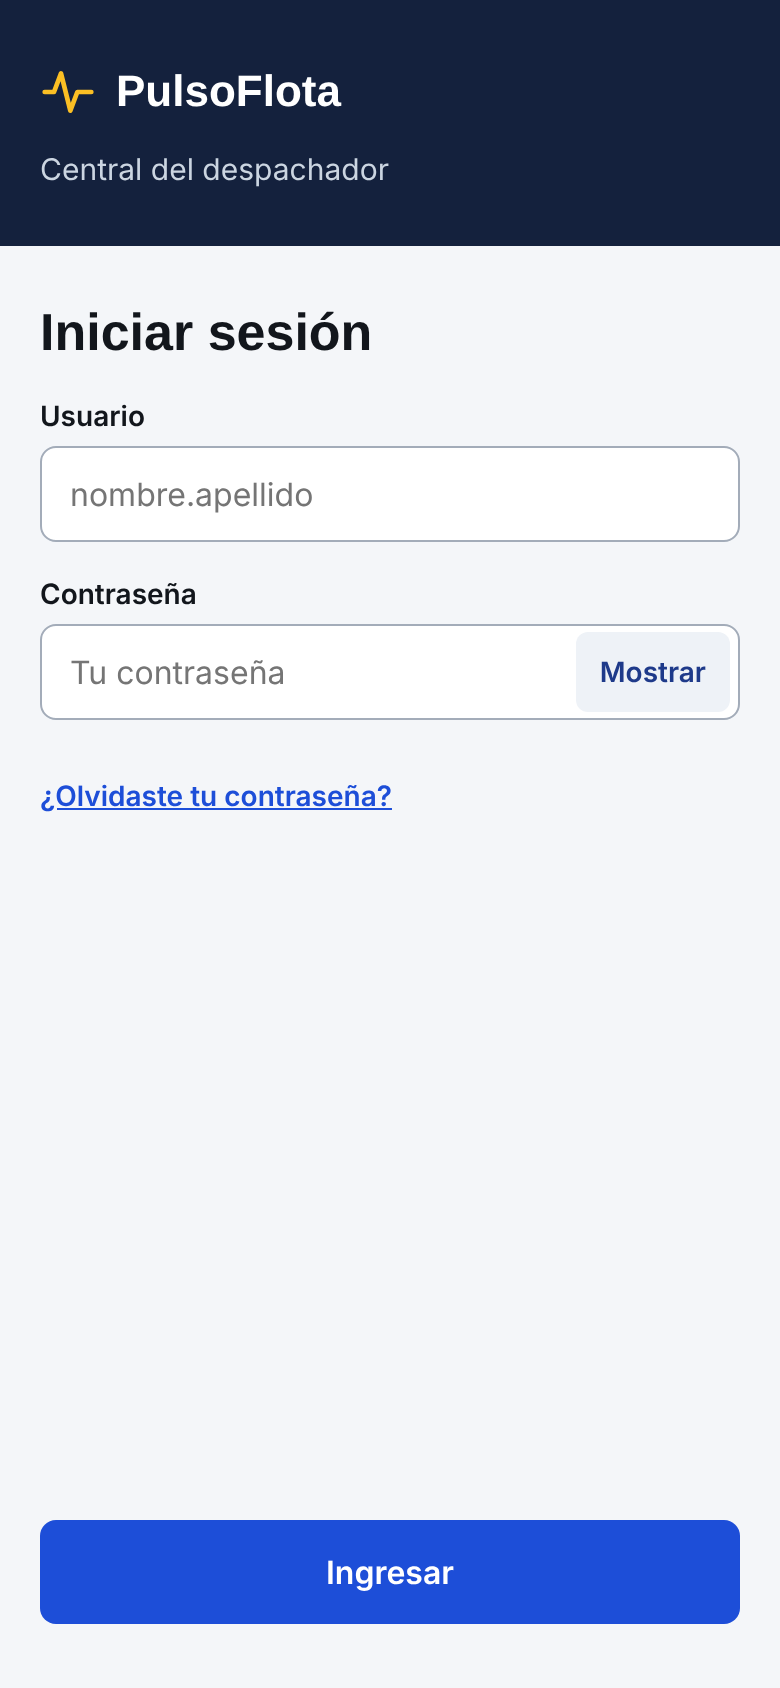 PulsoFlota
Central del despachador
Iniciar sesión
Usuario
nombre.apellido
Contraseña
Tu contraseña
Mostrar
¿Olvidaste tu contraseña?
Ingresar